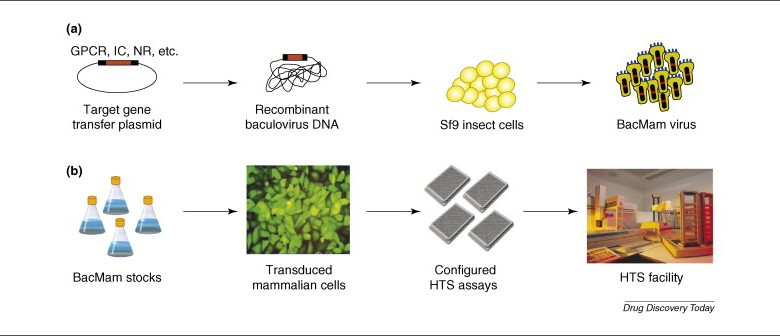 (a)
GPCR, IC, NR, etc.
Target gene
transfer plasmid
Recombinant
baculovirus DNA
Sf9 insect cells
BacMam virus
(b)
BacMam stocks
Transduced
mammalian cells
Configured
HTS assays
HTS facility
Drug Discovery Today